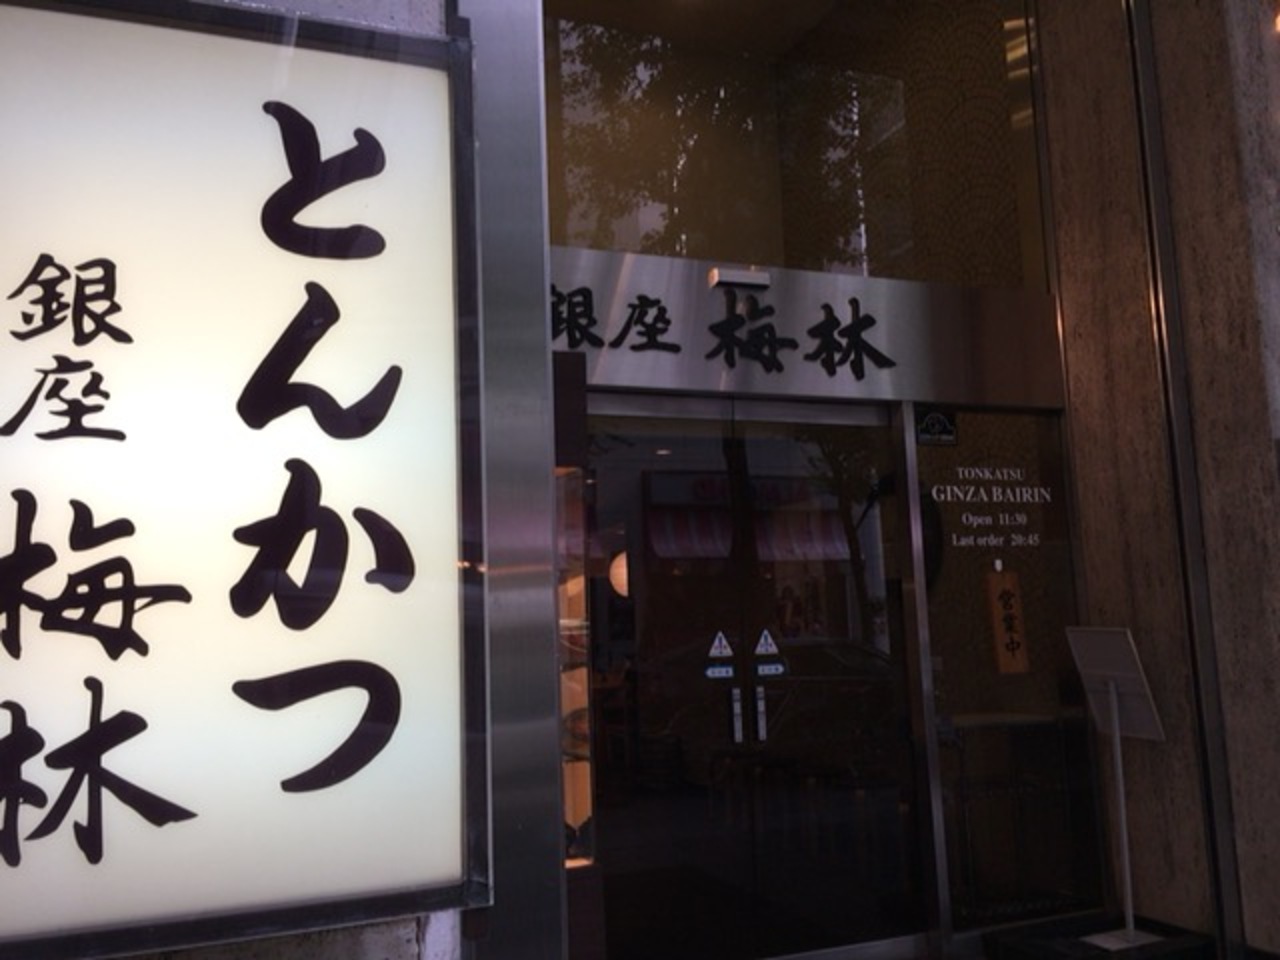 とんかつ
銀座
梅林
銀座 梅林
TONKATSU
GINZA BAIRIN
Open 11:30
Last order 20:45
営業中